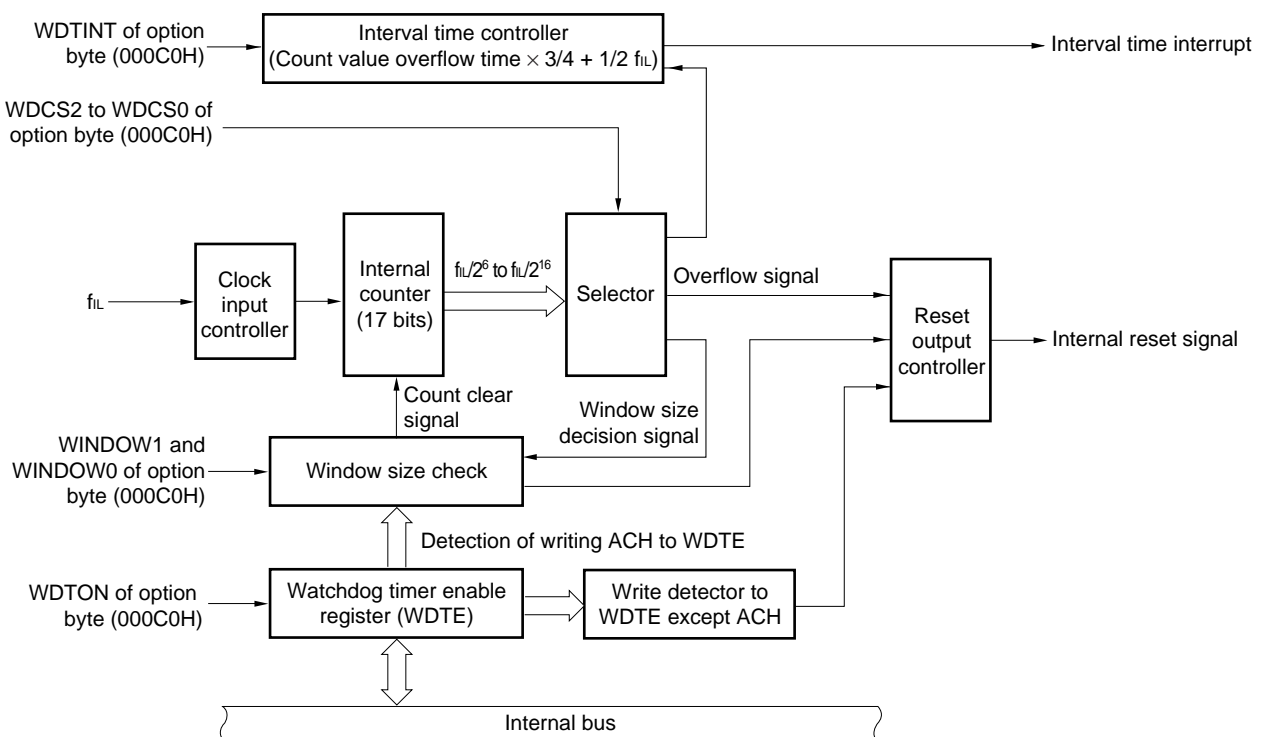 WDTINT of option
byte (000C0H)
Interval time controller
(Count value overflow time × 3/4 + 1/2 fIL)
Interval time interrupt
WDCS2 to WDCS0 of
option byte (000C0H)
fIL
Clock
input
controller
Internal
counter
(17 bits)
fIL/2⁶ to fIL/2¹⁶
Selector
Overflow signal
Reset
output
controller
Internal reset signal
Count clear
signal
Window size
decision signal
WINDOW1 and
WINDOW0 of option
byte (000C0H)
Window size check
Detection of writing ACH to WDTE
WDTON of option
byte (000C0H)
Watchdog timer enable
register (WDTE)
Write detector to
WDTE except ACH
Internal bus